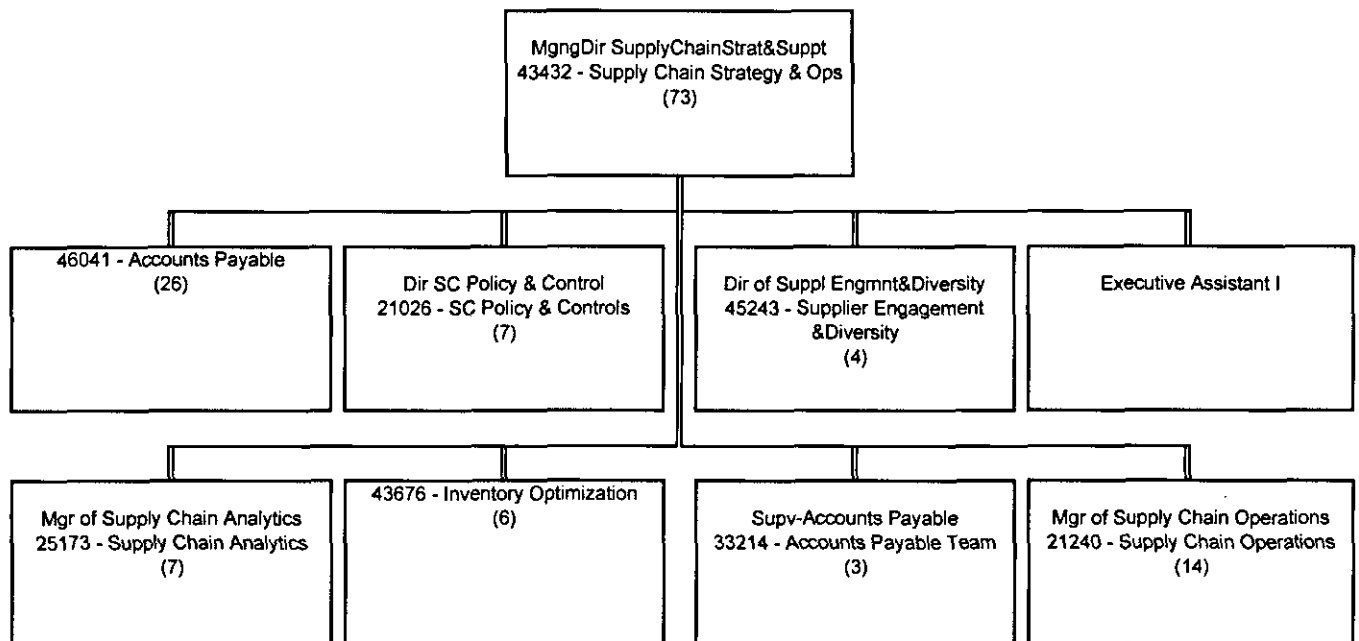 MgngDir SupplyChainStrat&Suppt
43432 - Supply Chain Strategy & Ops
(73)
46041 - Accounts Payable
(26)
Dir SC Policy & Control
21026 - SC Policy & Controls
(7)
Dir of Suppl Engmnt&Diversity
45243 - Supplier Engagement
&Diversity
(4)
Executive Assistant I
Mgr of Supply Chain Analytics
25173 - Supply Chain Analytics
(7)
43676 - Inventory Optimization
(6)
Supv-Accounts Payable
33214 - Accounts Payable Team
(3)
Mgr of Supply Chain Operations
21240 - Supply Chain Operations
(14)